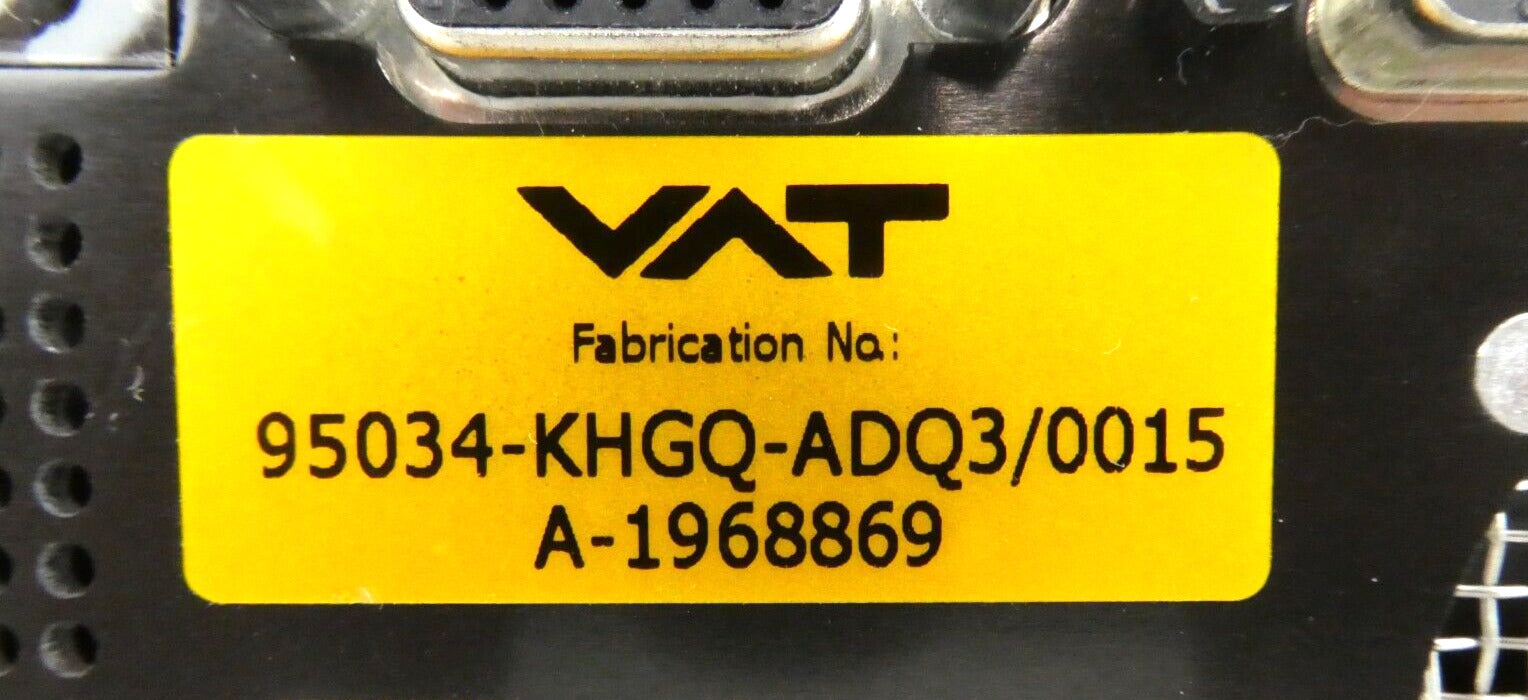 VAT
Fabrication No.:
95034-KHGQ-ADQ3/0015
A-1968869